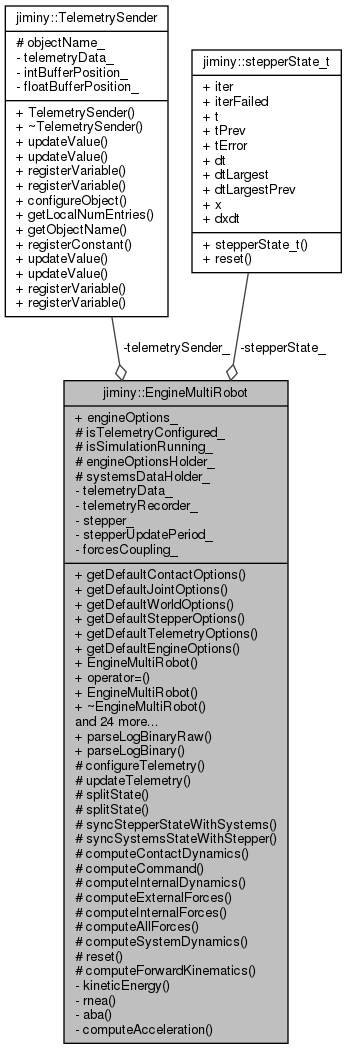 jiminy::TelemetrySender
# objectName_
- telemetryData_
- intBufferPosition_
- floatBufferPosition_
+ TelemetrySender()
+ ~TelemetrySender()
+ updateValue()
+ updateValue()
+ registerVariable()
+ registerVariable()
+ configureObject()
+ getLocalNumEntries()
+ getObjectName()
+ registerConstant()
+ updateValue()
+ updateValue()
+ registerVariable()
+ registerVariable()
jiminy::stepperState_t
+ iter
+ iterFailed
+ t
+ tPrev
+ tError
+ dt
+ dtLargest
+ dtLargestPrev
+ x
+ dxdt
+ stepperState_t()
+ reset()
-telemetrySender_
-stepperState_
jiminy::EngineMultiRobot
+ engineOptions_
# isTelemetryConfigured_
# isSimulationRunning_
# engineOptionsHolder_
# systemsDataHolder_
- telemetryData_
- telemetryRecorder_
- stepper_
- stepperUpdatePeriod_
- forcesCoupling_
+ getDefaultContactOptions()
+ getDefaultJointOptions()
+ getDefaultWorldOptions()
+ getDefaultStepperOptions()
+ getDefaultTelemetryOptions()
+ getDefaultEngineOptions()
+ EngineMultiRobot()
+ operator=()
+ EngineMultiRobot()
+ ~EngineMultiRobot()
and 24 more...
+ parseLogBinaryRaw()
+ parseLogBinary()
# configureTelemetry()
# updateTelemetry()
# splitState()
# splitState()
# syncStepperStateWithSystems()
# syncSystemsStateWithStepper()
# computeContactDynamics()
# computeCommand()
# computeInternalDynamics()
# computeExternalForces()
# computeInternalForces()
# computeAllForces()
# computeSystemDynamics()
# reset()
# computeForwardKinematics()
- kineticEnergy()
- rnea()
- aba()
- computeAcceleration()